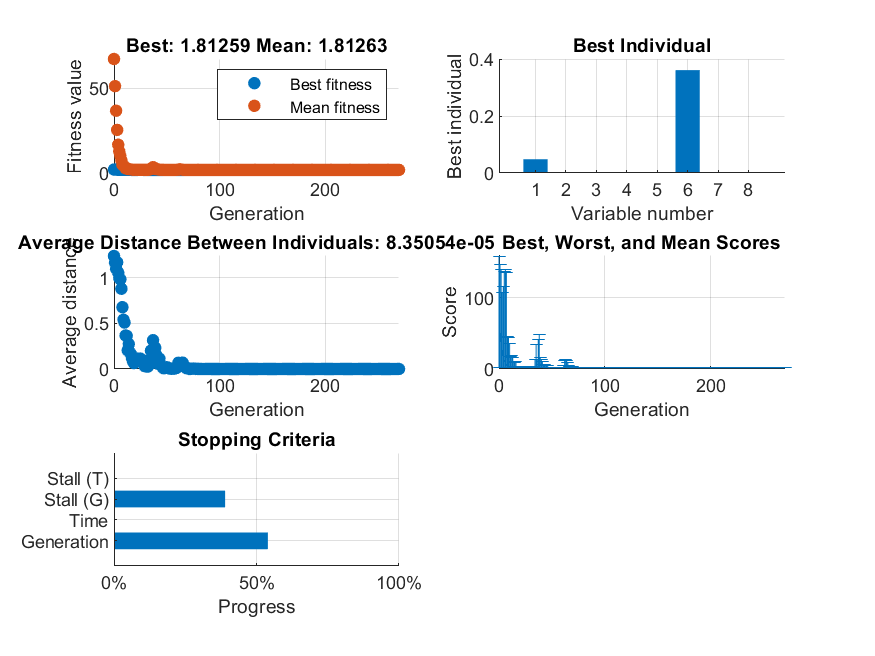 Best: 1.81259 Mean: 1.81263
Fitness value
50
0
Best fitness
Mean fitness
0 100 200
Generation
Best Individual
Best individual
0.4
0.2
0
1 2 3 4 5 6 7 8
Variable number
Average Distance Between Individuals: 8.35054e-05
Average distance
1
0.5
0
0 100 200
Generation
Best, Worst, and Mean Scores
Score
100
0
0 100 200
Generation
Stopping Criteria
Stall (T)
Stall (G)
Time
Generation
0% 50% 100%
Progress